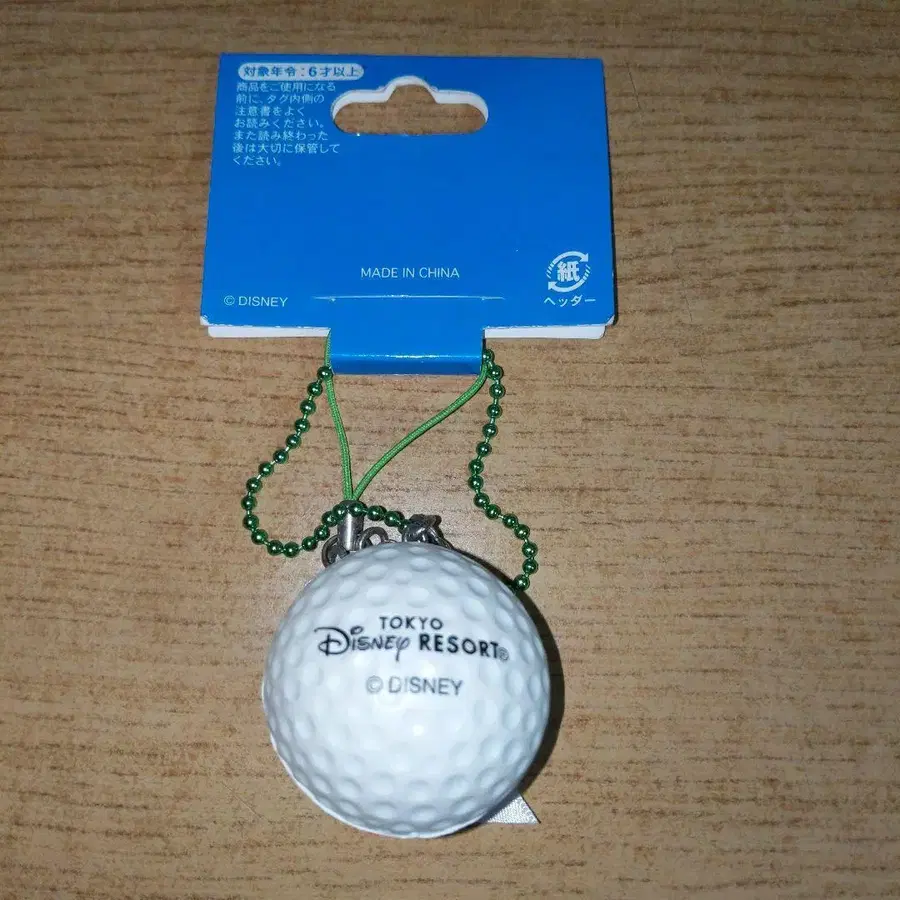 対象年令：6才以上
商品をご使用になる
前に、タグ内側の
注意書をよく
お読みください。
また読み終わった
後は大切に保管して
ください。
MADE IN CHINA
紙
© DISNEY
ヘッダー
TOKYO
Disney RESORT®
© DISNEY